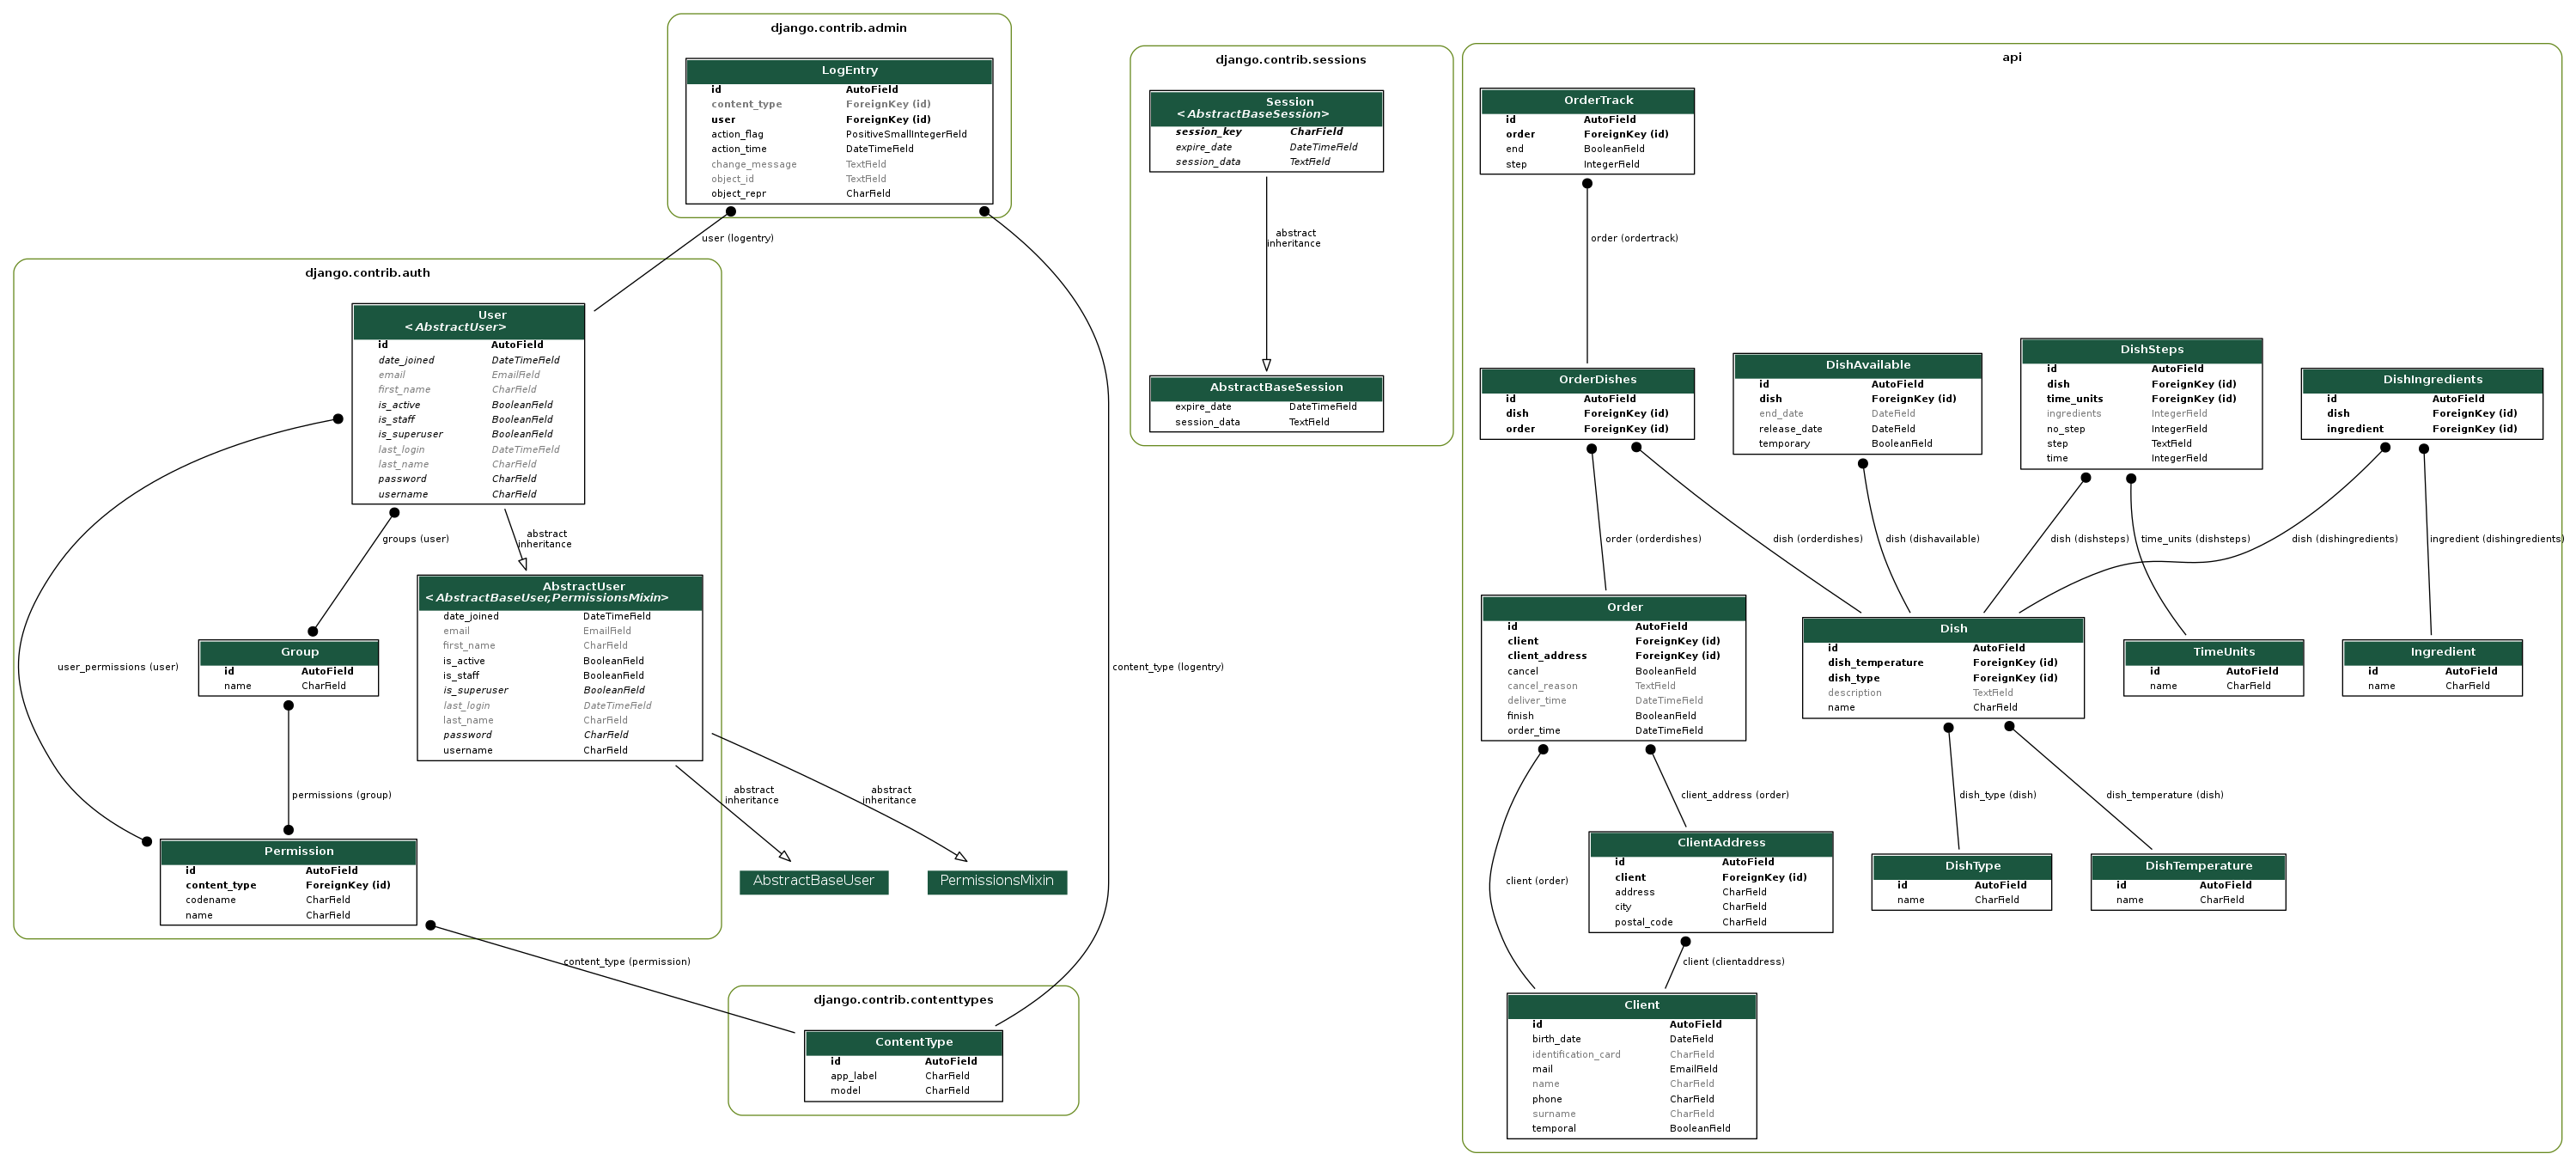 django.contrib.admin
LogEntry
id AutoField
content_type ForeignKey (id)
user ForeignKey (id)
action_flag PositiveSmallIntegerField
action_time DateTimeField
change_message TextField
object_id TextField
object_repr CharField
user (logentry)
content_type (logentry)
django.contrib.auth
User
<AbstractUser>
id AutoField
date_joined DateTimeField
email EmailField
first_name CharField
is_active BooleanField
is_staff BooleanField
is_superuser BooleanField
last_login DateTimeField
last_name CharField
password CharField
username CharField
groups (user)
abstract
inheritance
user_permissions (user)
AbstractUser
<AbstractBaseUser,PermissionsMixin>
date_joined DateTimeField
email EmailField
first_name CharField
is_active BooleanField
is_staff BooleanField
is_superuser BooleanField
last_login DateTimeField
last_name CharField
password CharField
username CharField
Group
id AutoField
name CharField
permissions (group)
abstract
inheritance
abstract
inheritance
Permission
id AutoField
content_type ForeignKey (id)
codename CharField
name CharField
AbstractBaseUser
PermissionsMixin
content_type (permission)
django.contrib.contenttypes
ContentType
id AutoField
app_label CharField
model CharField
django.contrib.sessions
Session
<AbstractBaseSession>
session_key CharField
expire_date DateTimeField
session_data TextField
abstract
inheritance
AbstractBaseSession
expire_date DateTimeField
session_data TextField
api
OrderTrack
id AutoField
order ForeignKey (id)
end BooleanField
step IntegerField
order (ordertrack)
OrderDishes
id AutoField
dish ForeignKey (id)
order ForeignKey (id)
DishAvailable
id AutoField
dish ForeignKey (id)
end_date DateField
release_date DateField
temporary BooleanField
DishSteps
id AutoField
dish ForeignKey (id)
time_units ForeignKey (id)
ingredients IntegerField
no_step IntegerField
step TextField
time IntegerField
DishIngredients
id AutoField
dish ForeignKey (id)
ingredient ForeignKey (id)
order (orderdishes)
dish (orderdishes)
dish (dishavailable)
dish (dishsteps)
time_units (dishsteps)
dish (dishingredients)
ingredient (dishingredients)
Order
id AutoField
client ForeignKey (id)
client_address ForeignKey (id)
cancel BooleanField
cancel_reason TextField
deliver_time DateTimeField
finish BooleanField
order_time DateTimeField
Dish
id AutoField
dish_temperature ForeignKey (id)
dish_type ForeignKey (id)
description TextField
name CharField
TimeUnits
id AutoField
name CharField
Ingredient
id AutoField
name CharField
client_address (order)
dish_type (dish)
dish_temperature (dish)
client (order)
ClientAddress
id AutoField
client ForeignKey (id)
address CharField
city CharField
postal_code CharField
DishType
id AutoField
name CharField
DishTemperature
id AutoField
name CharField
client (clientaddress)
Client
id AutoField
birth_date DateField
identification_card CharField
mail EmailField
name CharField
phone CharField
surname CharField
temporal BooleanField